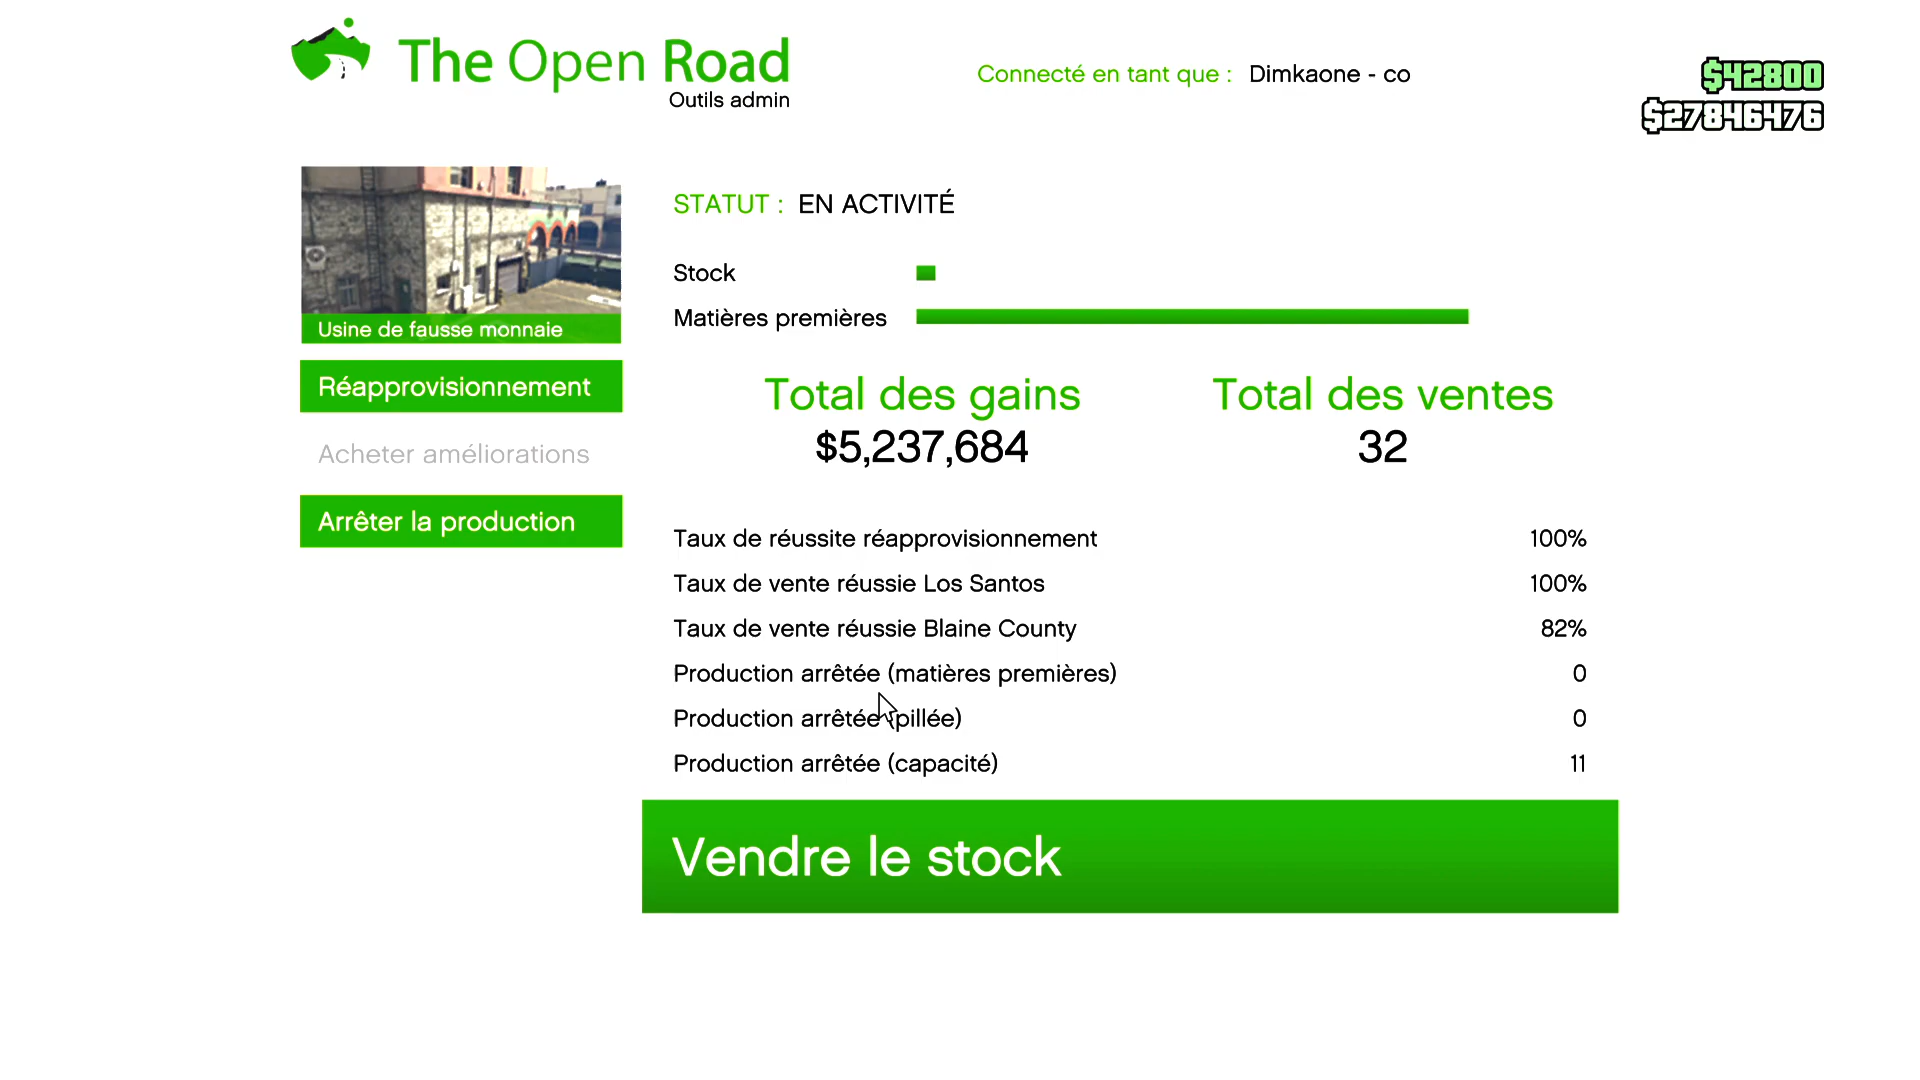 The Open Road
Outils admin
Connecté en tant que : Dimkaone - co
$42800
$27846476
Usine de fausse monnaie
Réapprovisionnement
Acheter améliorations
Arrêter la production
STATUT : EN ACTIVITÉ
Stock
Matières premières
Total des gains
$5,237,684
Total des ventes
32
Taux de réussite réapprovisionnement 100%
Taux de vente réussie Los Santos 100%
Taux de vente réussie Blaine County 82%
Production arrêtée (matières premières) 0
Production arrêtée (pillée) 0
Production arrêtée (capacité) 11
Vendre le stock